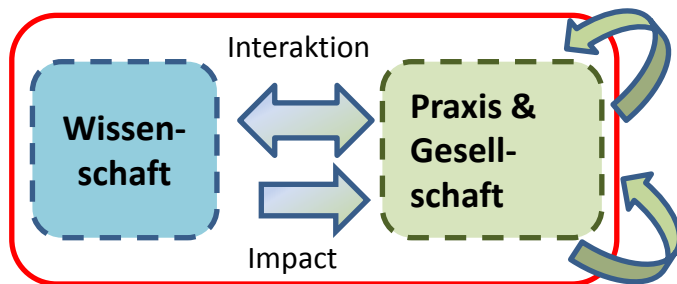 Interaktion
Wissen-
schaft
Praxis &
Gesell-
schaft
Impact